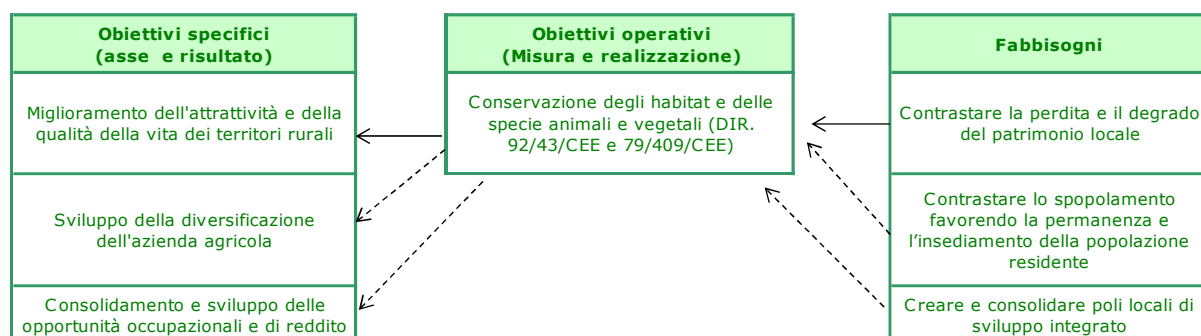 Obiettivi specifici
(asse e risultato)
Miglioramento dell'attrattività e della
qualità della vita dei territori rurali
Sviluppo della diversificazione
dell'azienda agricola
Consolidamento e sviluppo delle
opportunità occupazionali e di reddito
Obiettivi operativi
(Misura e realizzazione)
Conservazione degli habitat e delle
specie animali e vegetali (DIR.
92/43/CEE e 79/409/CEE)
Fabbisogni
Contrastare la perdita e il degrado
del patrimonio locale
Contrastare lo spopolamento
favorendo la permanenza e
l’insediamento della popolazione
residente
Creare e consolidare poli locali di
sviluppo integrato